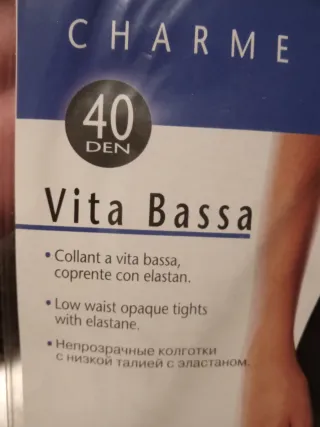 CHARME
40
DEN
Vita Bassa
• Collant a vita bassa,
coprente con elastan.
• Low waist opaque tights
with elastane.
• Непрозрачные колготки
с низкой талией с эластаном.